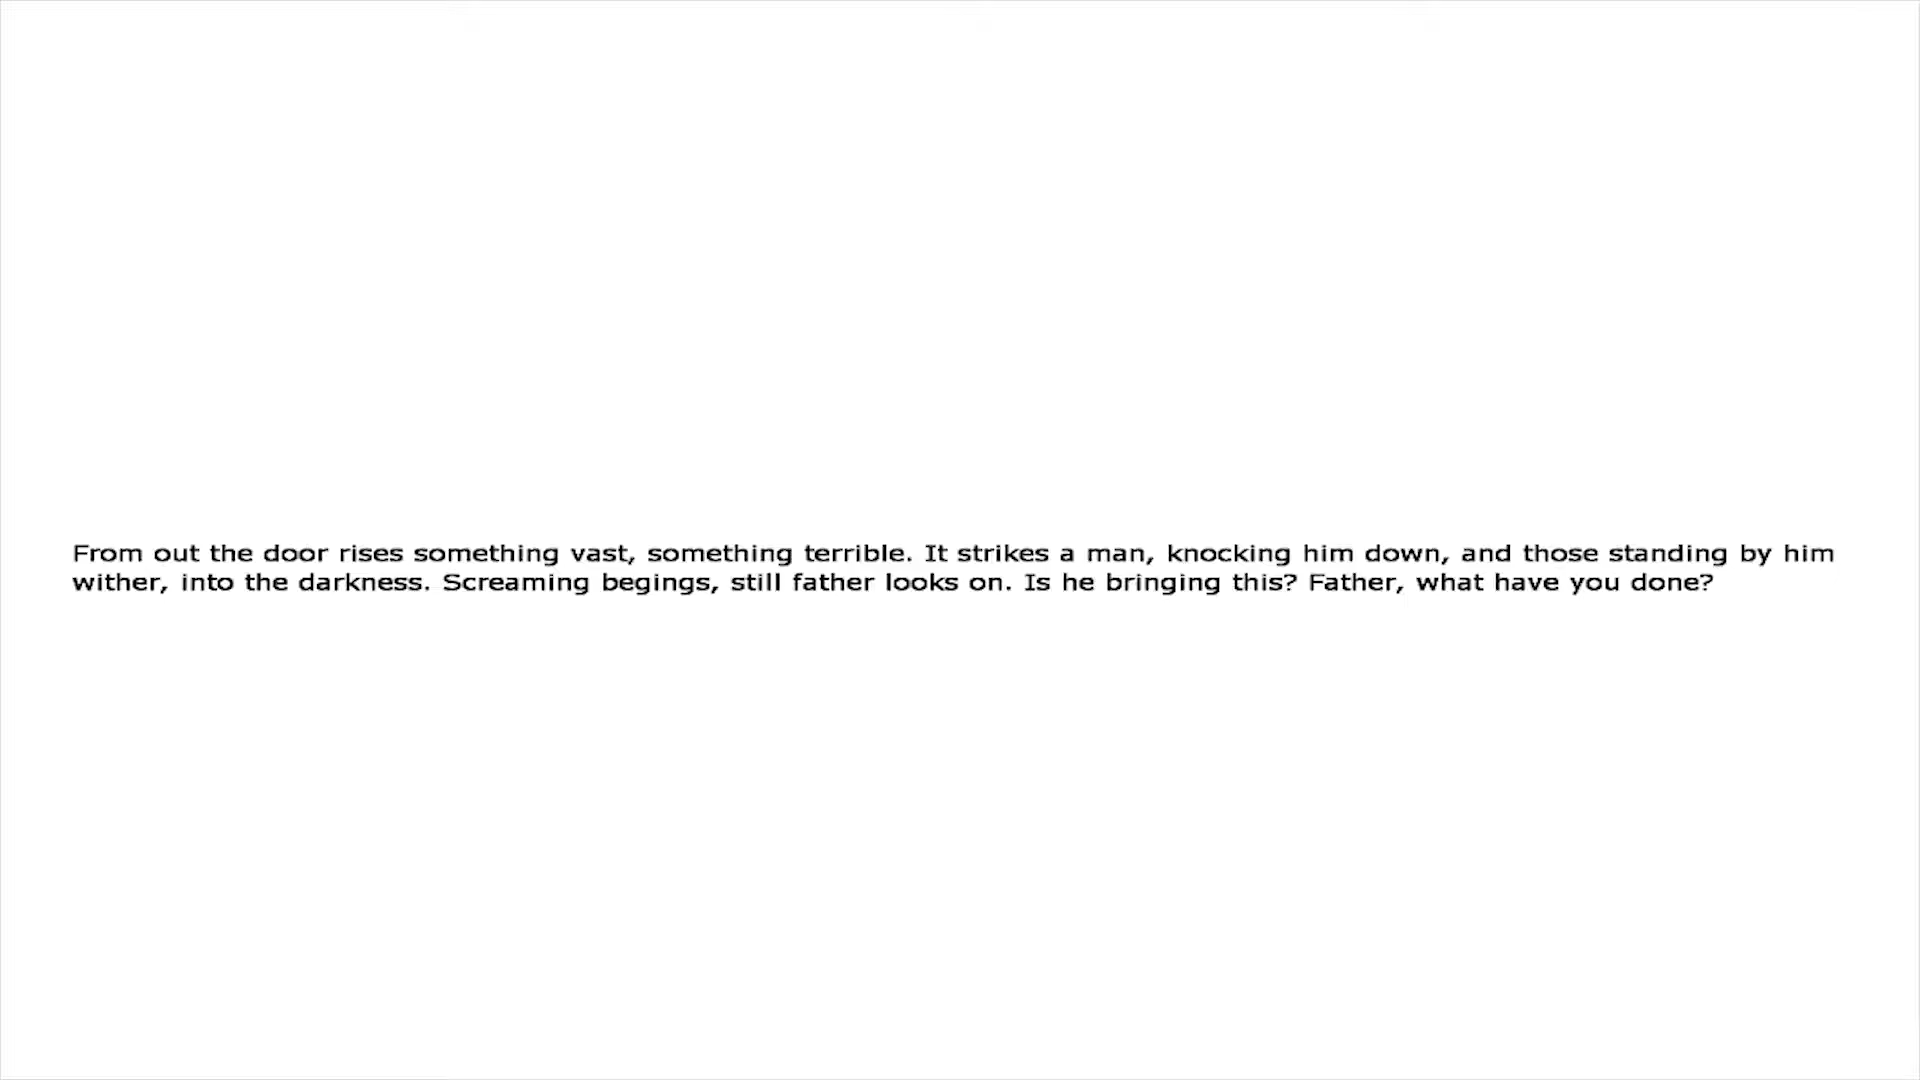 From out the door rises something vast, something terrible. It strikes a man, knocking him down, and those standing by him
wither, into the darkness. Screaming begings, still father looks on. Is he bringing this? Father, what have you done?